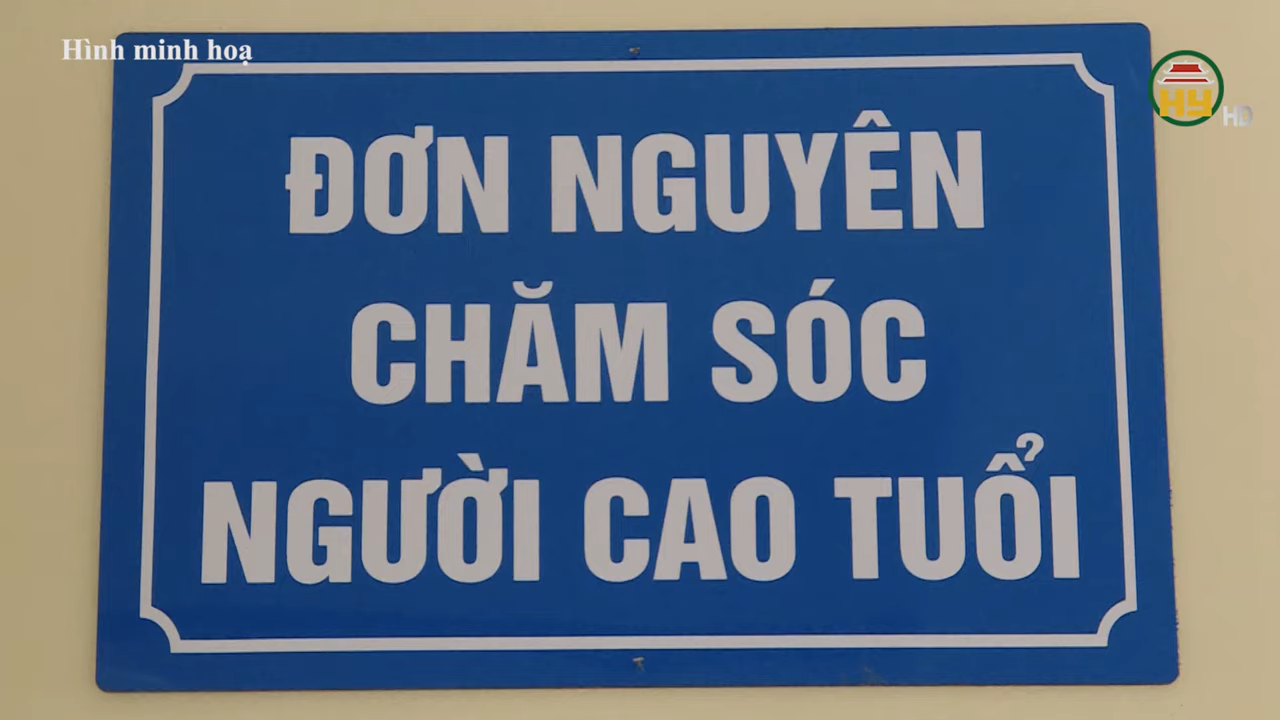 Hình minh hoạ
HY HD
ĐƠN NGUYÊN
CHĂM SÓC
NGƯỜI CAO TUỔI